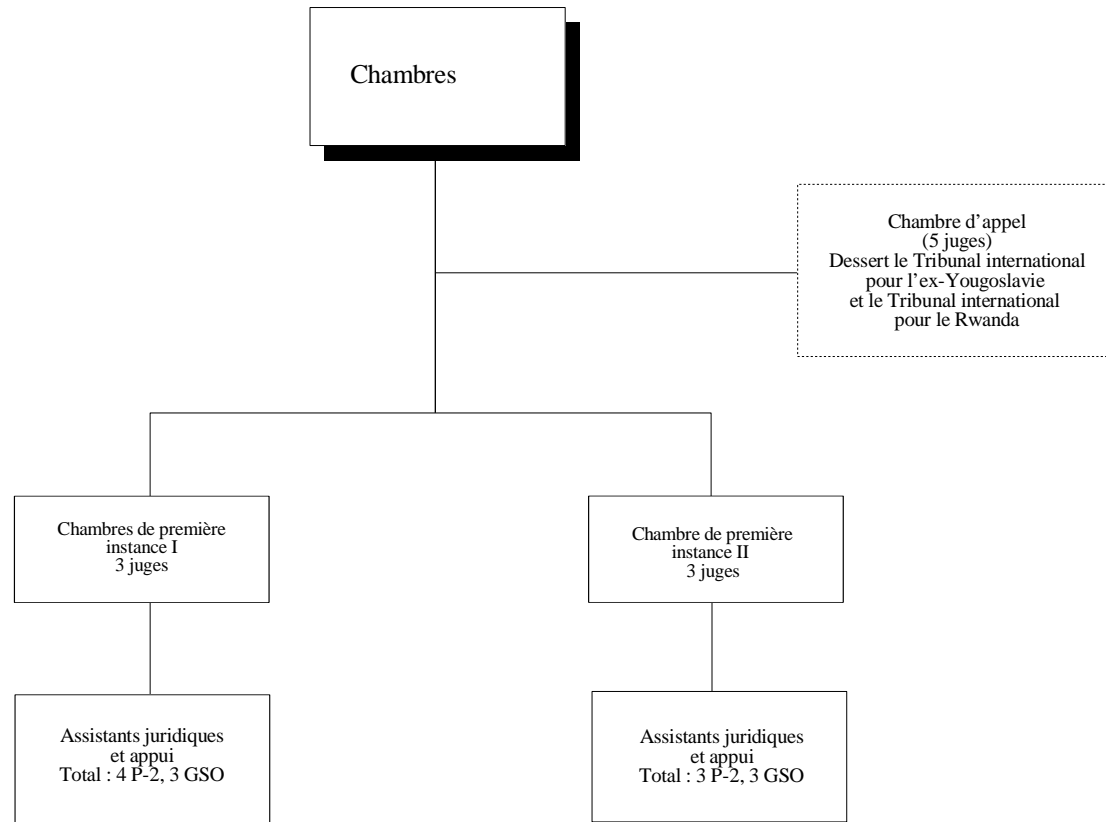 Chambres
Chambre d’appel
(5 juges)
Dessert le Tribunal international
pour l’ex-Yougoslavie
et le Tribunal international
pour le Rwanda
Chambres de première
instance I
3 juges
Chambre de première
instance II
3 juges
Assistants juridiques
et appui
Total : 4 P-2, 3 GSO
Assistants juridiques
et appui
Total : 3 P-2, 3 GSO